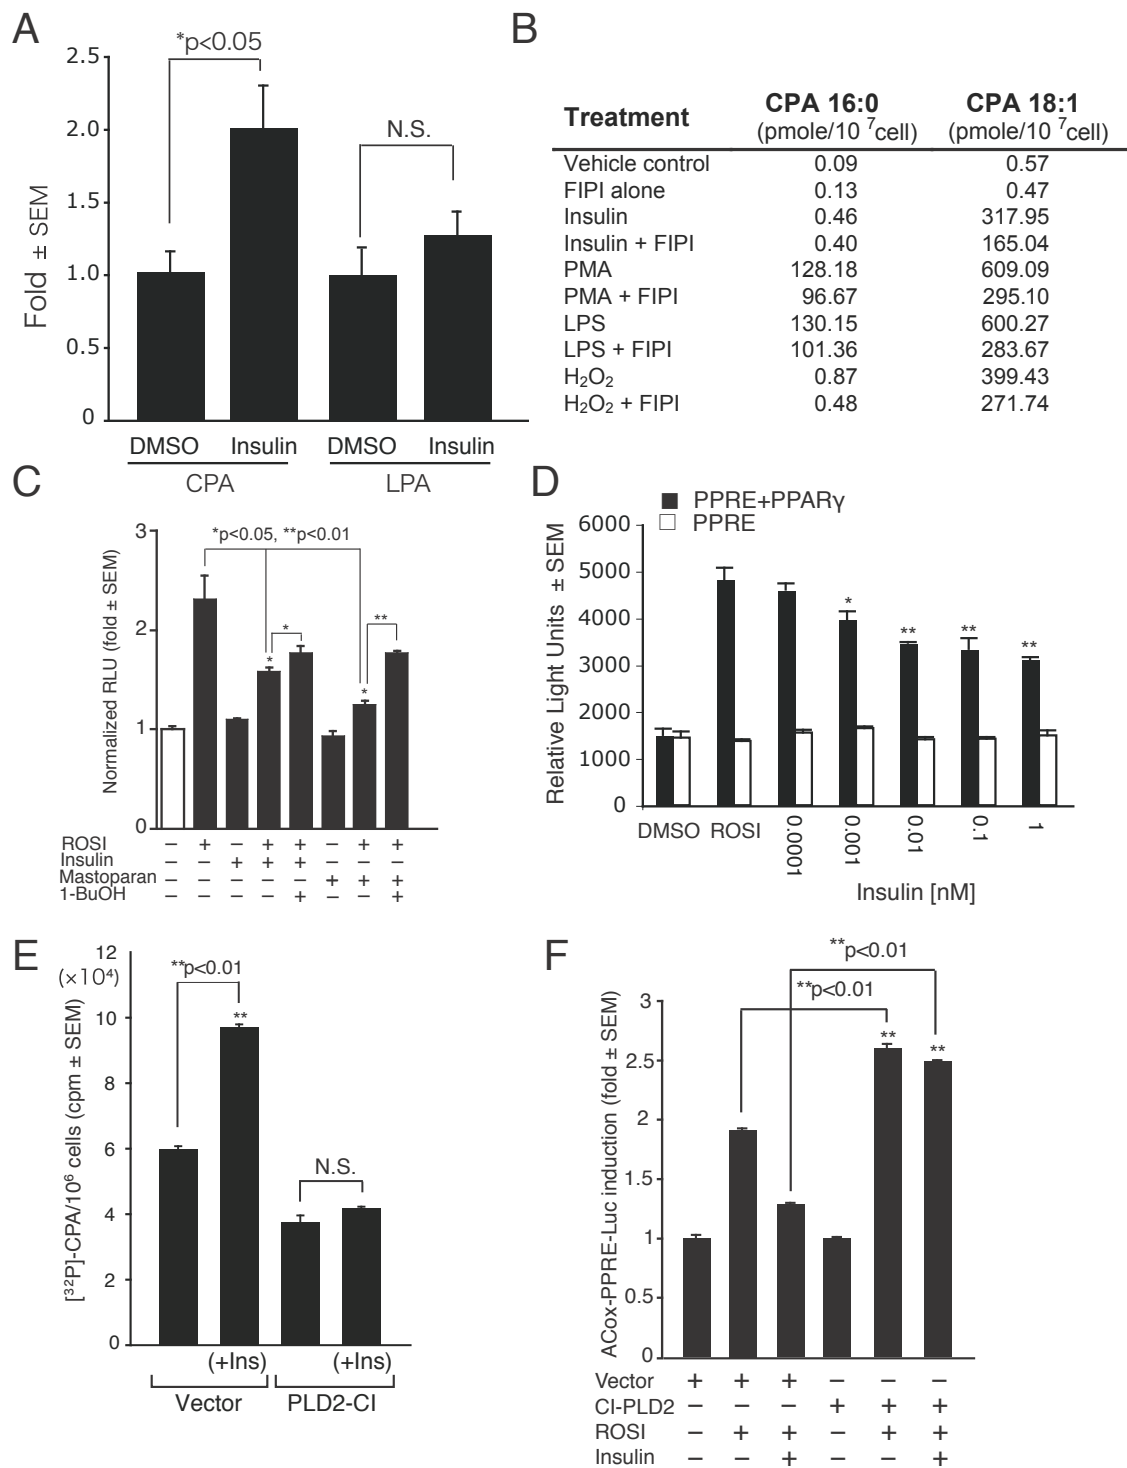 A
*p<0.05
2.5
2.0
1.5
1.0
0.5
0
Fold ± SEM
N.S.
DMSO Insulin DMSO Insulin
CPA LPA
B
Treatment CPA 16:0 CPA 18:1
(pmole/10 ⁷cell) (pmole/10 ⁷cell)
Vehicle control 0.09 0.57
FIPI alone 0.13 0.47
Insulin 0.46 317.95
Insulin + FIPI 0.40 165.04
PMA 128.18 609.09
PMA + FIPI 96.67 295.10
LPS 130.15 600.27
LPS + FIPI 101.36 283.67
H₂O₂ 0.87 399.43
H₂O₂ + FIPI 0.48 271.74
C
*p<0.05, **p<0.01
3
2
1
0
Normalized RLU (fold ± SEM)
* * * **
ROSI − + − + + − + +
Insulin − − + + + − − −
Mastoparan − − − − − + + +
1-BuOH − − − − + − − +
D
PPRE+PPARγ
PPRE
6000
5000
4000
3000
2000
1000
0
Relative Light Units ± SEM
* ** ** **
DMSO ROSI 0.0001 0.001 0.01 0.1 1
Insulin [nM]
E
12
(×10⁴)
10
8
6
4
2
0
[³²P]-CPA/10⁶ cells (cpm ± SEM)
**p<0.01
**
N.S.
(+Ins) (+Ins)
Vector PLD2-CI
F
**p<0.01
**p<0.01
3
2.5
2
1.5
1
0.5
0
ACox-PPRE-Luc induction (fold ± SEM)
** **
Vector + + + − − −
CI-PLD2 − − − + + +
ROSI − + + − + +
Insulin − − + − − +